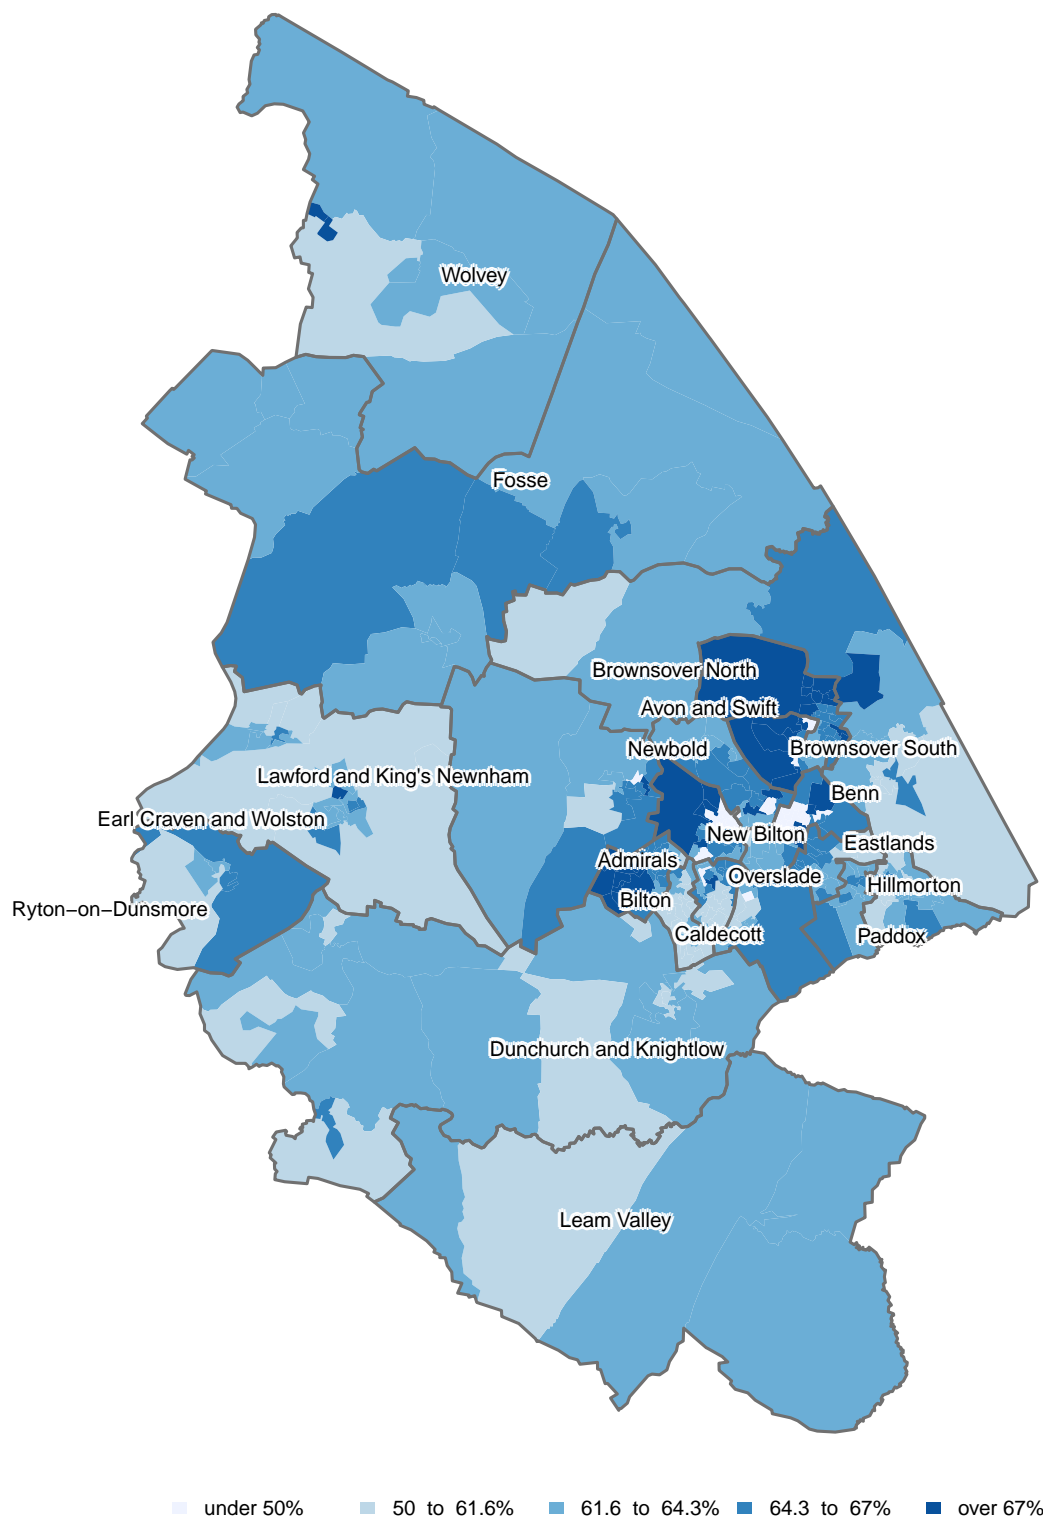 Wolvey
Fosse
Brownsover North
Avon and Swift
Newbold
Brownsover South
Lawford and King's Newnham
Benn
Earl Craven and Wolston
New Bilton
Eastlands
Admirals
Overslade
Hillmorton
Bilton
Ryton−on−Dunsmore
Caldecott
Paddox
Dunchurch and Knightlow
Leam Valley
under 50% 50 to 61.6% 61.6 to 64.3% 64.3 to 67% over 67%